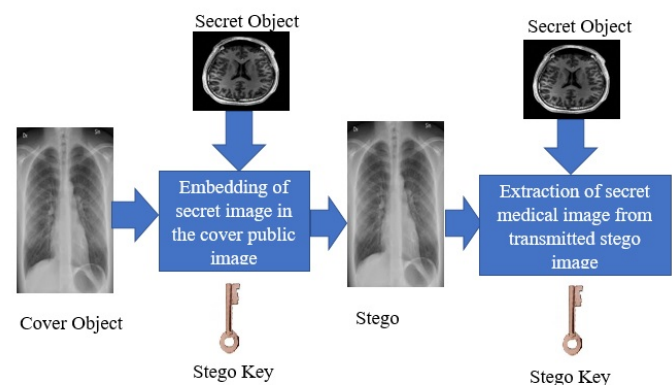 Secret Object
Secret Object
Embedding of
secret image in
the cover public
image
Extraction of secret
medical image from
transmitted stego
image
Cover Object
Stego
Stego Key
Stego Key